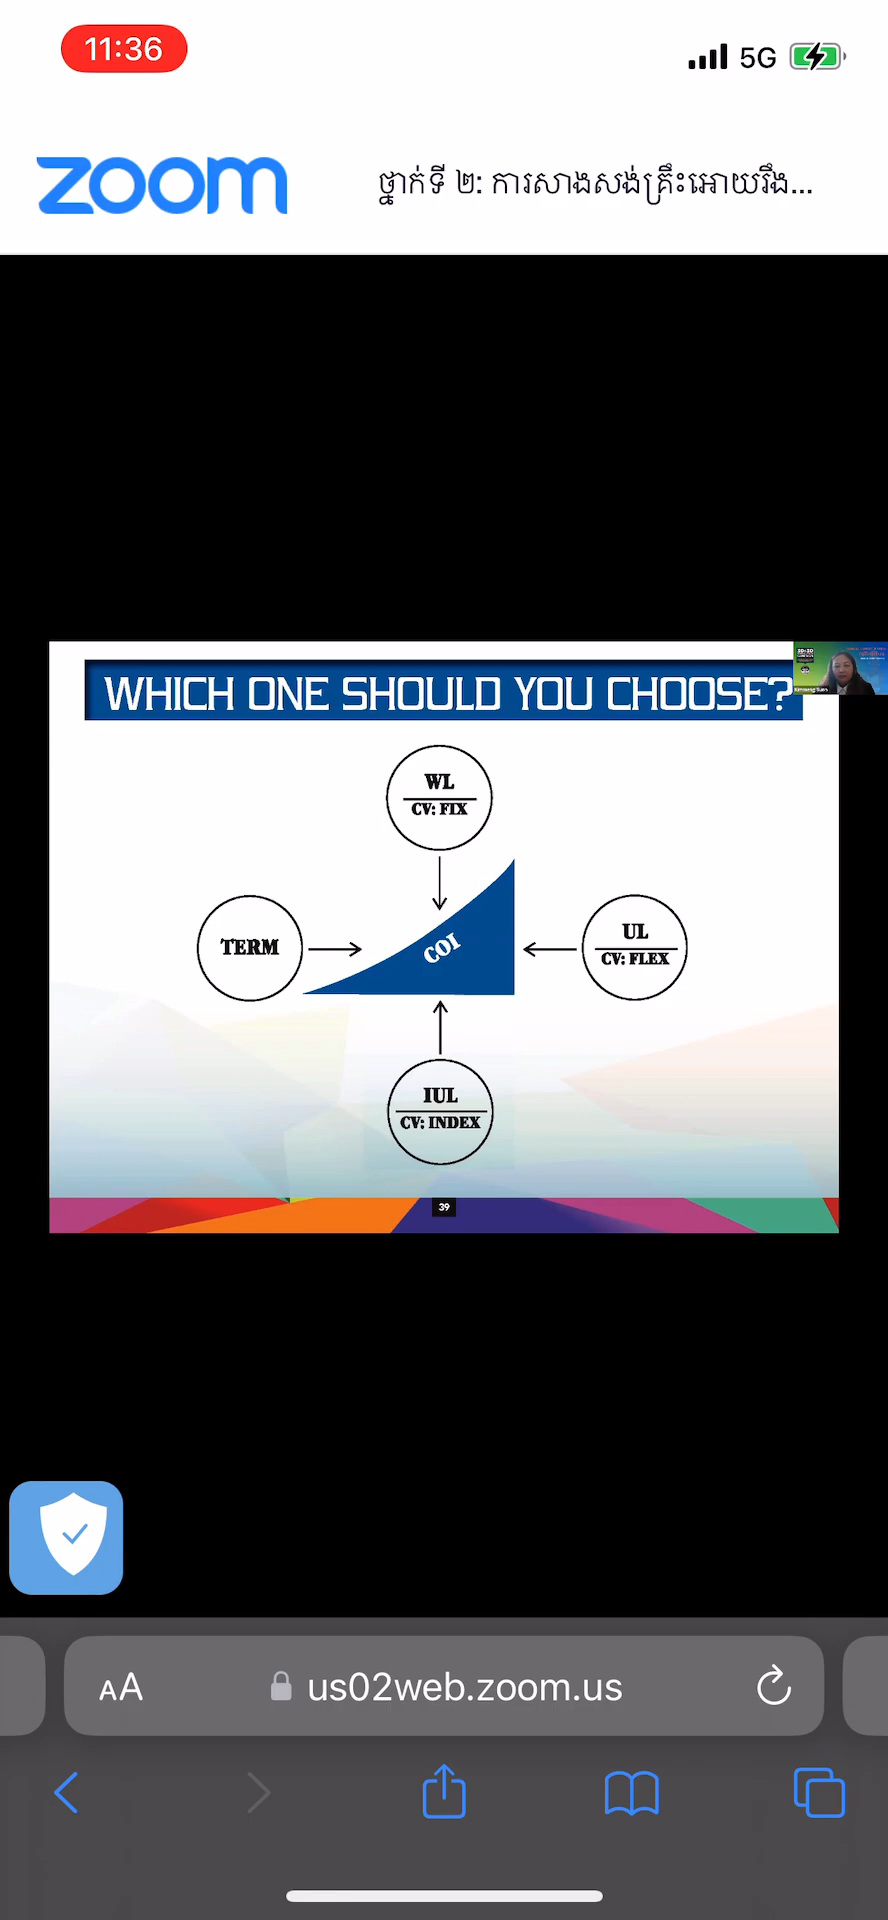 11:36
5G
zoom
ថ្នាក់ទី ២: ការសាងសង់គ្រឹះអោយរឹង...
WHICH ONE SHOULD YOU CHOOSE?
WL
CV: FIX
TERM
COI
UL
CV: FLEX
IUL
CV: INDEX
39
AA
us02web.zoom.us